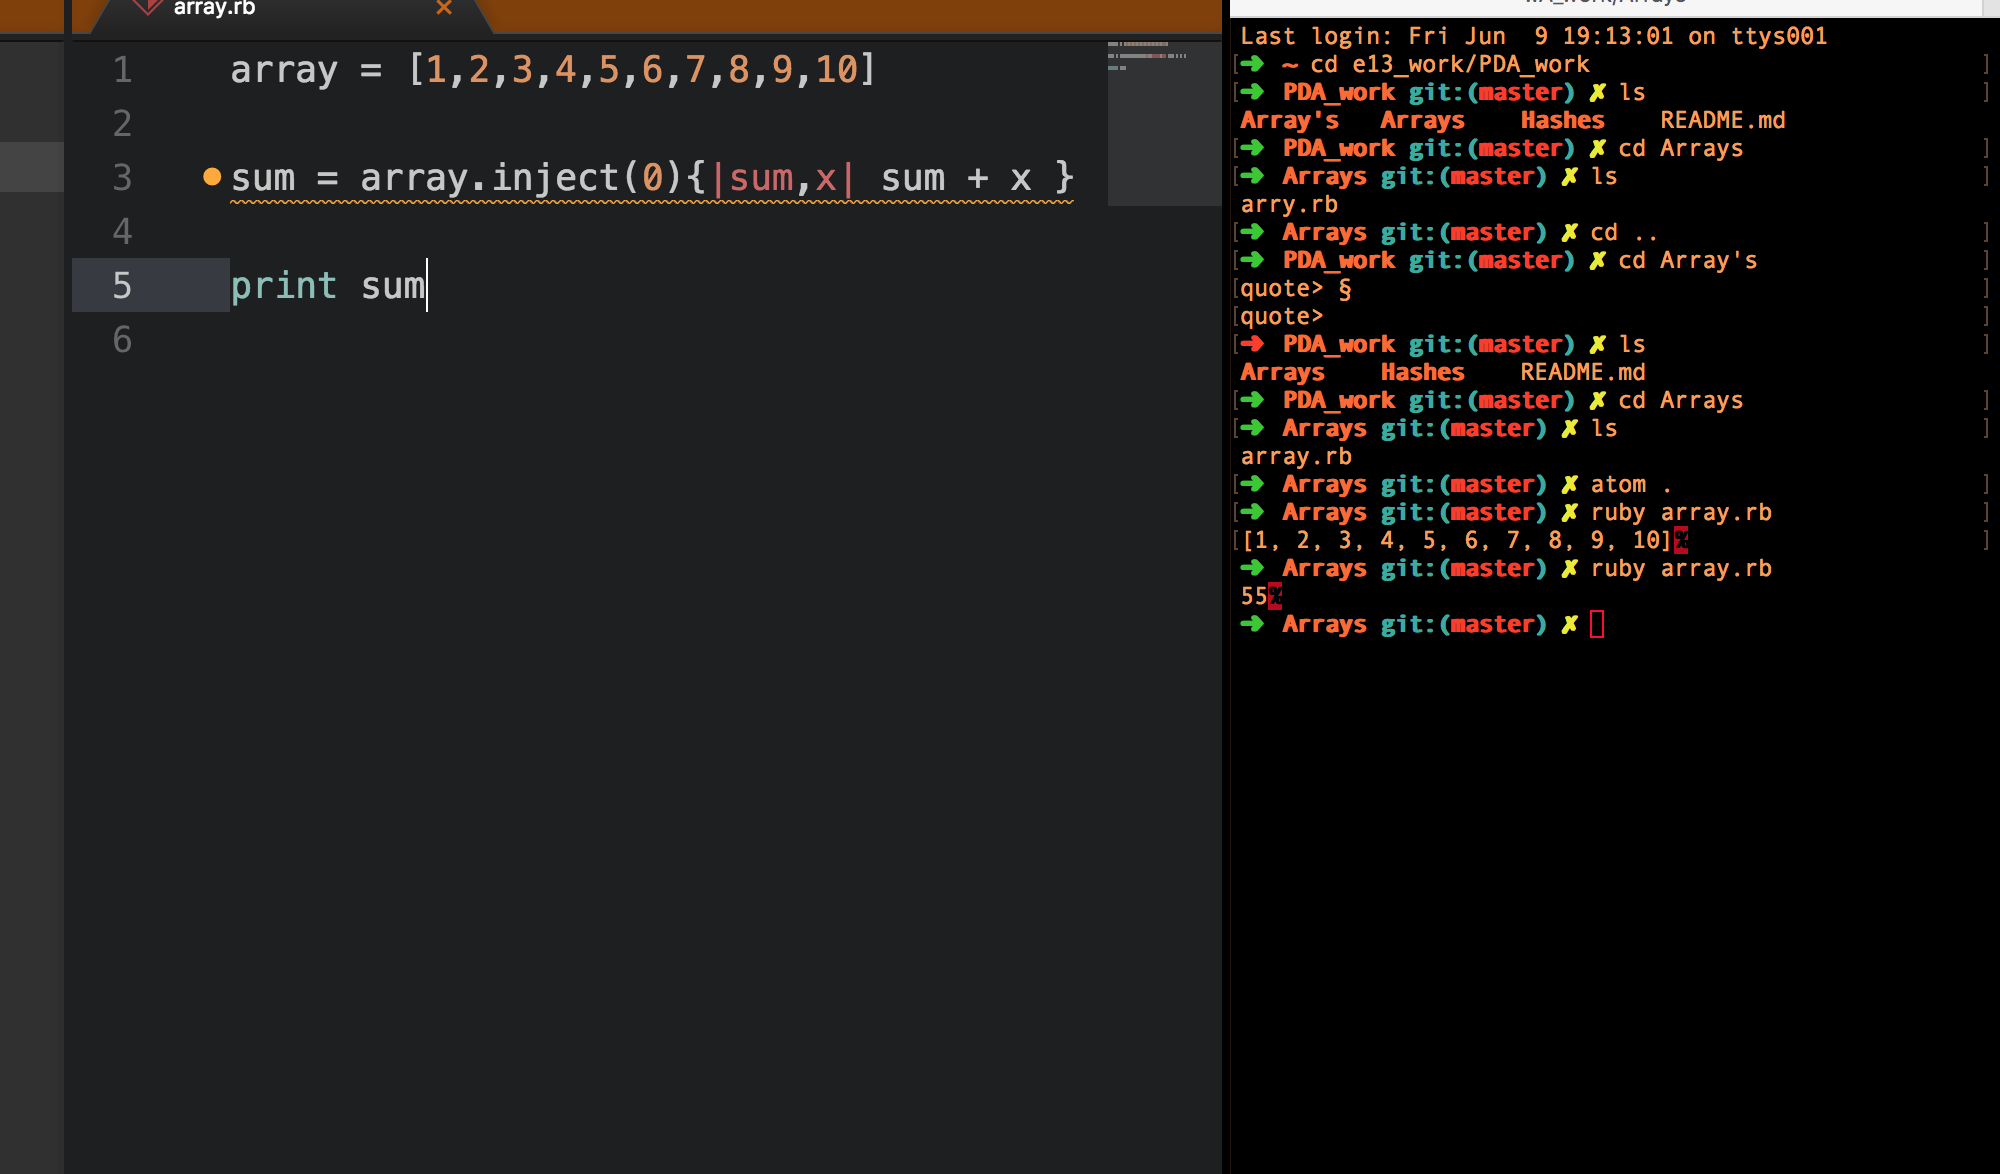 array.rb
1 array = [1,2,3,4,5,6,7,8,9,10]
2
3 sum = array.inject(0){|sum,x| sum + x }
4
5 print sum
6
Last login: Fri Jun  9 19:13:01 on ttys001
[➜ ~ cd e13_work/PDA_work ]
[➜ PDA_work git:(master) ✗ ls ]
Array's   Arrays    Hashes    README.md
[➜ PDA_work git:(master) ✗ cd Arrays ]
[➜ Arrays git:(master) ✗ ls ]
arry.rb
[➜ Arrays git:(master) ✗ cd .. ]
[➜ PDA_work git:(master) ✗ cd Array's ]
[quote> § ]
[quote> ]
[➜ PDA_work git:(master) ✗ ls ]
Arrays    Hashes    README.md
[➜ PDA_work git:(master) ✗ cd Arrays ]
[➜ Arrays git:(master) ✗ ls ]
array.rb
[➜ Arrays git:(master) ✗ atom . ]
[➜ Arrays git:(master) ✗ ruby array.rb ]
[[1, 2, 3, 4, 5, 6, 7, 8, 9, 10]% ]
➜ Arrays git:(master) ✗ ruby array.rb
55%
➜ Arrays git:(master) ✗